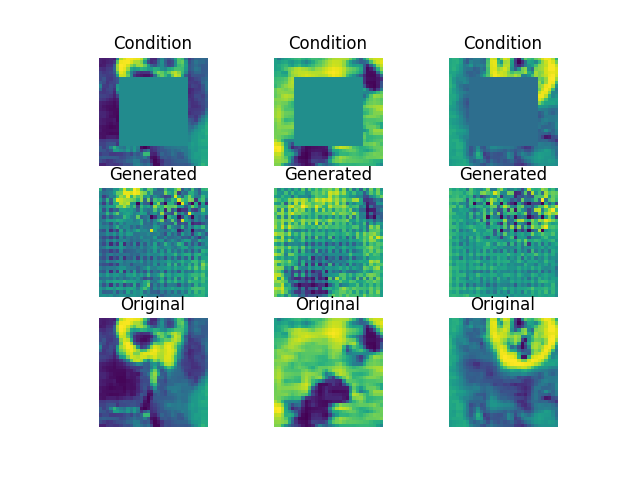 Condition Condition Condition
Generated Generated Generated
Original Original Original